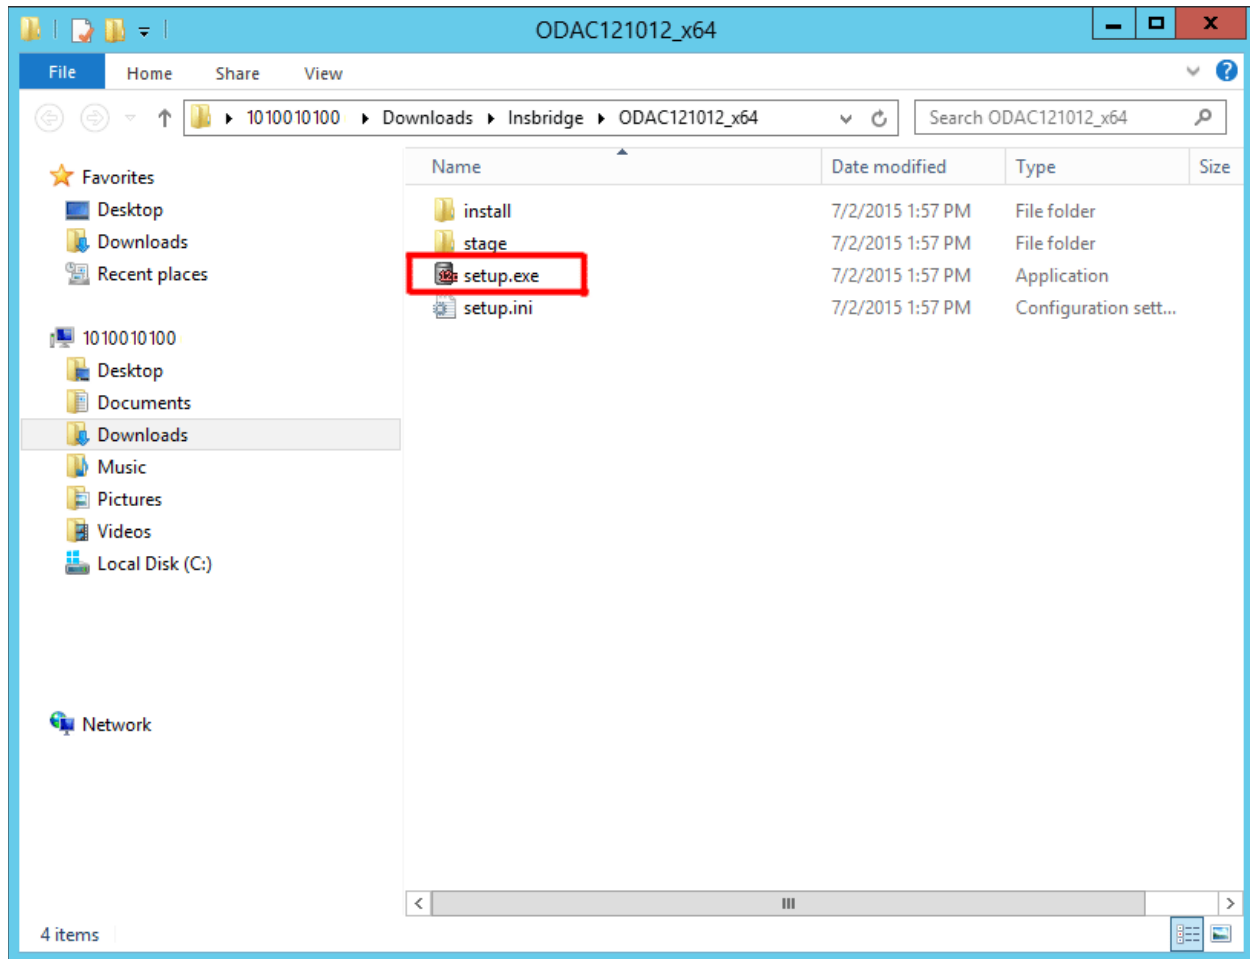 ODAC121012_x64
File Home Share View
1010010100 Downloads Insbridge ODAC121012_x64 Search ODAC121012_x64
Favorites
Desktop
Downloads
Recent places
1010010100
Desktop
Documents
Downloads
Music
Pictures
Videos
Local Disk (C:)
Network
Name Date modified Type Size
install 7/2/2015 1:57 PM File folder
stage 7/2/2015 1:57 PM File folder
setup.exe 7/2/2015 1:57 PM Application
setup.ini 7/2/2015 1:57 PM Configuration sett...
4 items